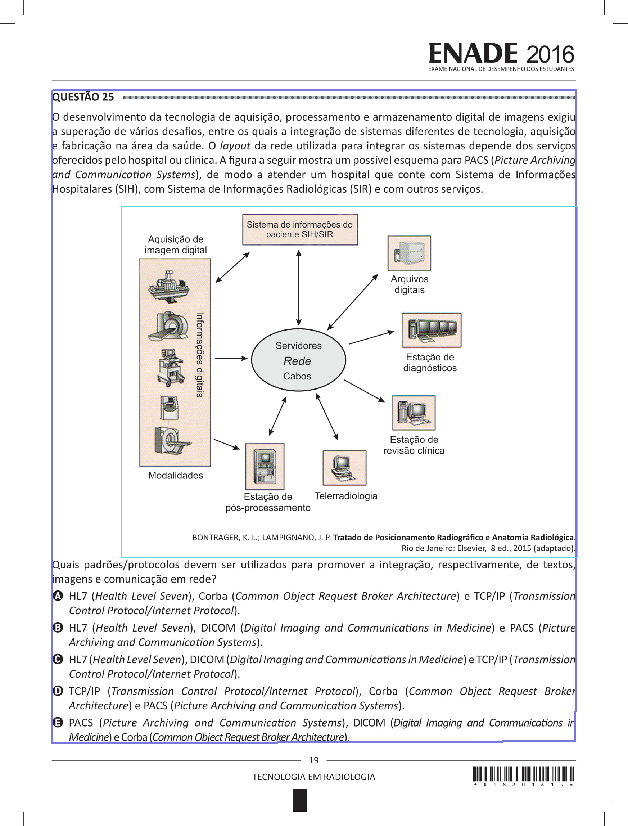 ENADE 2016
EXAME NACIONAL DE DESEMPENHO DOS ESTUDANTES
QUESTÃO 25
O desenvolvimento da tecnologia de aquisição, processamento e armazenamento digital de imagens exigiu
a superação de vários desafios, entre os quais a integração de sistemas diferentes de tecnologia, aquisição
e fabricação na área da saúde. O layout da rede utilizada para integrar os sistemas depende dos serviços
oferecidos pelo hospital ou clínica. A figura a seguir mostra um possível esquema para PACS (Picture Archiving
and Communication Systems), de modo a atender um hospital que conte com Sistema de Informações
Hospitalares (SIH), com Sistema de Informações Radiológicas (SIR) e com outros serviços.
Sistema de informações do
paciente SIH/SIR
Aquisição de
imagem digital
Informações digitais
Modalidades
Servidores
Rede
Cabos
Arquivos
digitais
Estação de
diagnósticos
Estação de
revisão clínica
Telerradiologia
Estação de
pós-processamento
BONTRAGER, K. L.; LAMPIGNANO, J. P. Tratado de Posicionamento Radiográfico e Anatomia Radiológica.
Rio de Janeiro: Elsevier, 8 ed., 2015 (adaptado).
Quais padrões/protocolos devem ser utilizados para promover a integração, respectivamente, de textos,
imagens e comunicação em rede?
A HL7 (Health Level Seven), Corba (Common Object Request Broker Architecture) e TCP/IP (Transmission
Control Protocol/Internet Protocol).
B HL7 (Health Level Seven), DICOM (Digital Imaging and Communications in Medicine) e PACS (Picture
Archiving and Communication Systems).
C HL7 (Health Level Seven), DICOM (Digital Imaging and Communications in Medicine) e TCP/IP (Transmission
Control Protocol/Internet Protocol).
D TCP/IP (Transmission Control Protocol/Internet Protocol), Corba (Common Object Request Broker
Architecture) e PACS (Picture Archiving and Communication Systems).
E PACS (Picture Archiving and Communication Systems), DICOM (Digital Imaging and Communications in
Medicine) e Corba (Common Object Request Broker Architecture).
19
TECNOLOGIA EM RADIOLOGIA